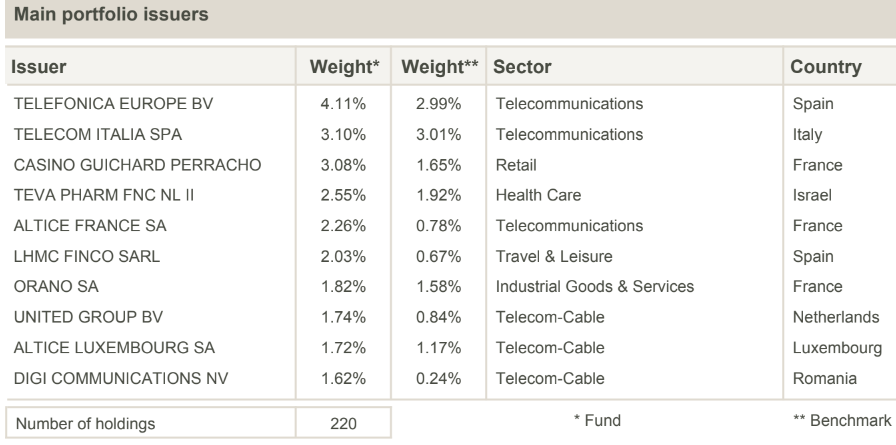 Main portfolio issuers
Issuer Weight* Weight** Sector Country
TELEFONICA EUROPE BV 4.11% 2.99% Telecommunications Spain
TELECOM ITALIA SPA 3.10% 3.01% Telecommunications Italy
CASINO GUICHARD PERRACHO 3.08% 1.65% Retail France
TEVA PHARM FNC NL II 2.55% 1.92% Health Care Israel
ALTICE FRANCE SA 2.26% 0.78% Telecommunications France
LHMC FINCO SARL 2.03% 0.67% Travel & Leisure Spain
ORANO SA 1.82% 1.58% Industrial Goods & Services France
UNITED GROUP BV 1.74% 0.84% Telecom-Cable Netherlands
ALTICE LUXEMBOURG SA 1.72% 1.17% Telecom-Cable Luxembourg
DIGI COMMUNICATIONS NV 1.62% 0.24% Telecom-Cable Romania
Number of holdings 220 * Fund ** Benchmark